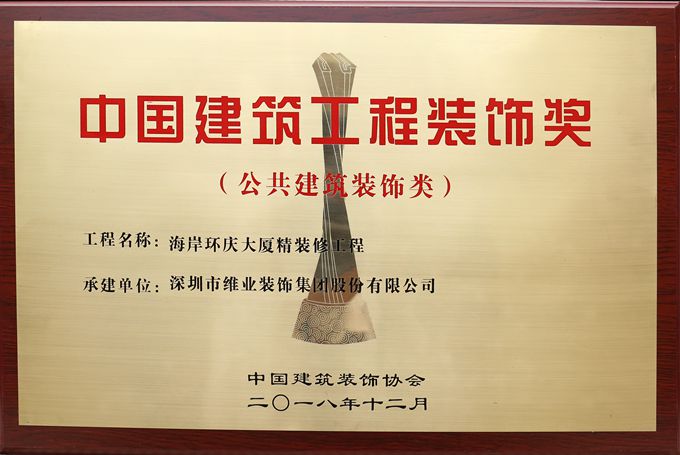 中国建筑工程装饰奖
（公共建筑装饰类）
工程名称：海岸环庆大厦精装修工程
承建单位：深圳市维业装饰集团股份有限公司
中国建筑装饰协会
二〇一八年十二月